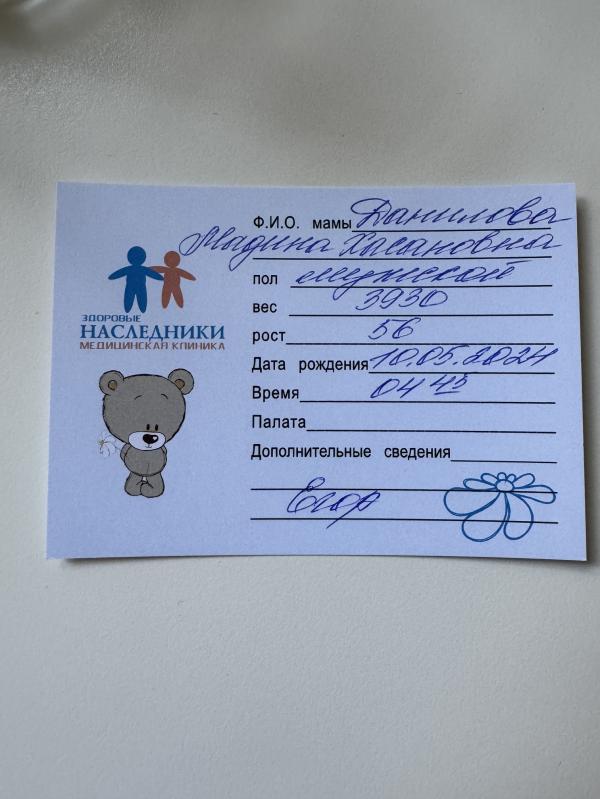 Ф.И.О. мамы Данилова
Мадина Хасановна
пол мужской
вес 3930
рост 56
Дата рождения 10.05.2024
Время 04 45
Палата
Дополнительные сведения
Егор
ЗДОРОВЫЕ
НАСЛЕДНИКИ
МЕДИЦИНСКАЯ КЛИНИКА